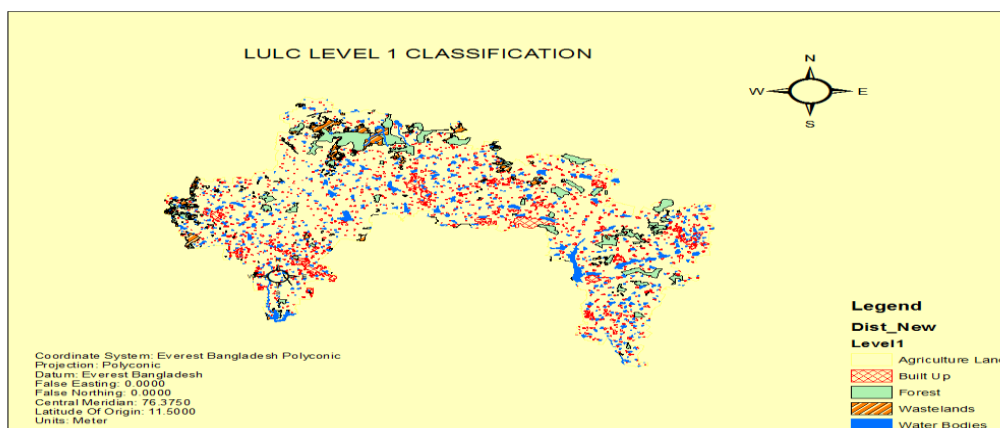 LULC LEVEL 1 CLASSIFICATION
N
W E
S
Coordinate System: Everest Bangladesh Polyconic
Projection: Polyconic
Datum: Everest Bangladesh
False Easting: 0.0000
False Northing: 0.0000
Central Meridian: 76.3750
Latitude Of Origin: 11.5000
Units: Meter
Legend
Dist_New
Level1
Agriculture Land
Built Up
Forest
Wastelands
Water Bodies